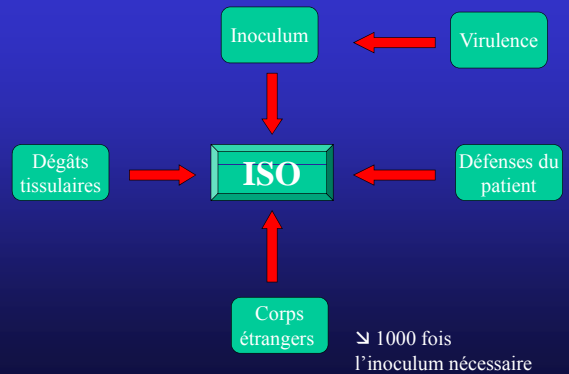 Inoculum
Virulence
Dégâts
tissulaires
ISO
Défenses du
patient
Corps
étrangers
↘ 1000 fois
l’inoculum nécessaire